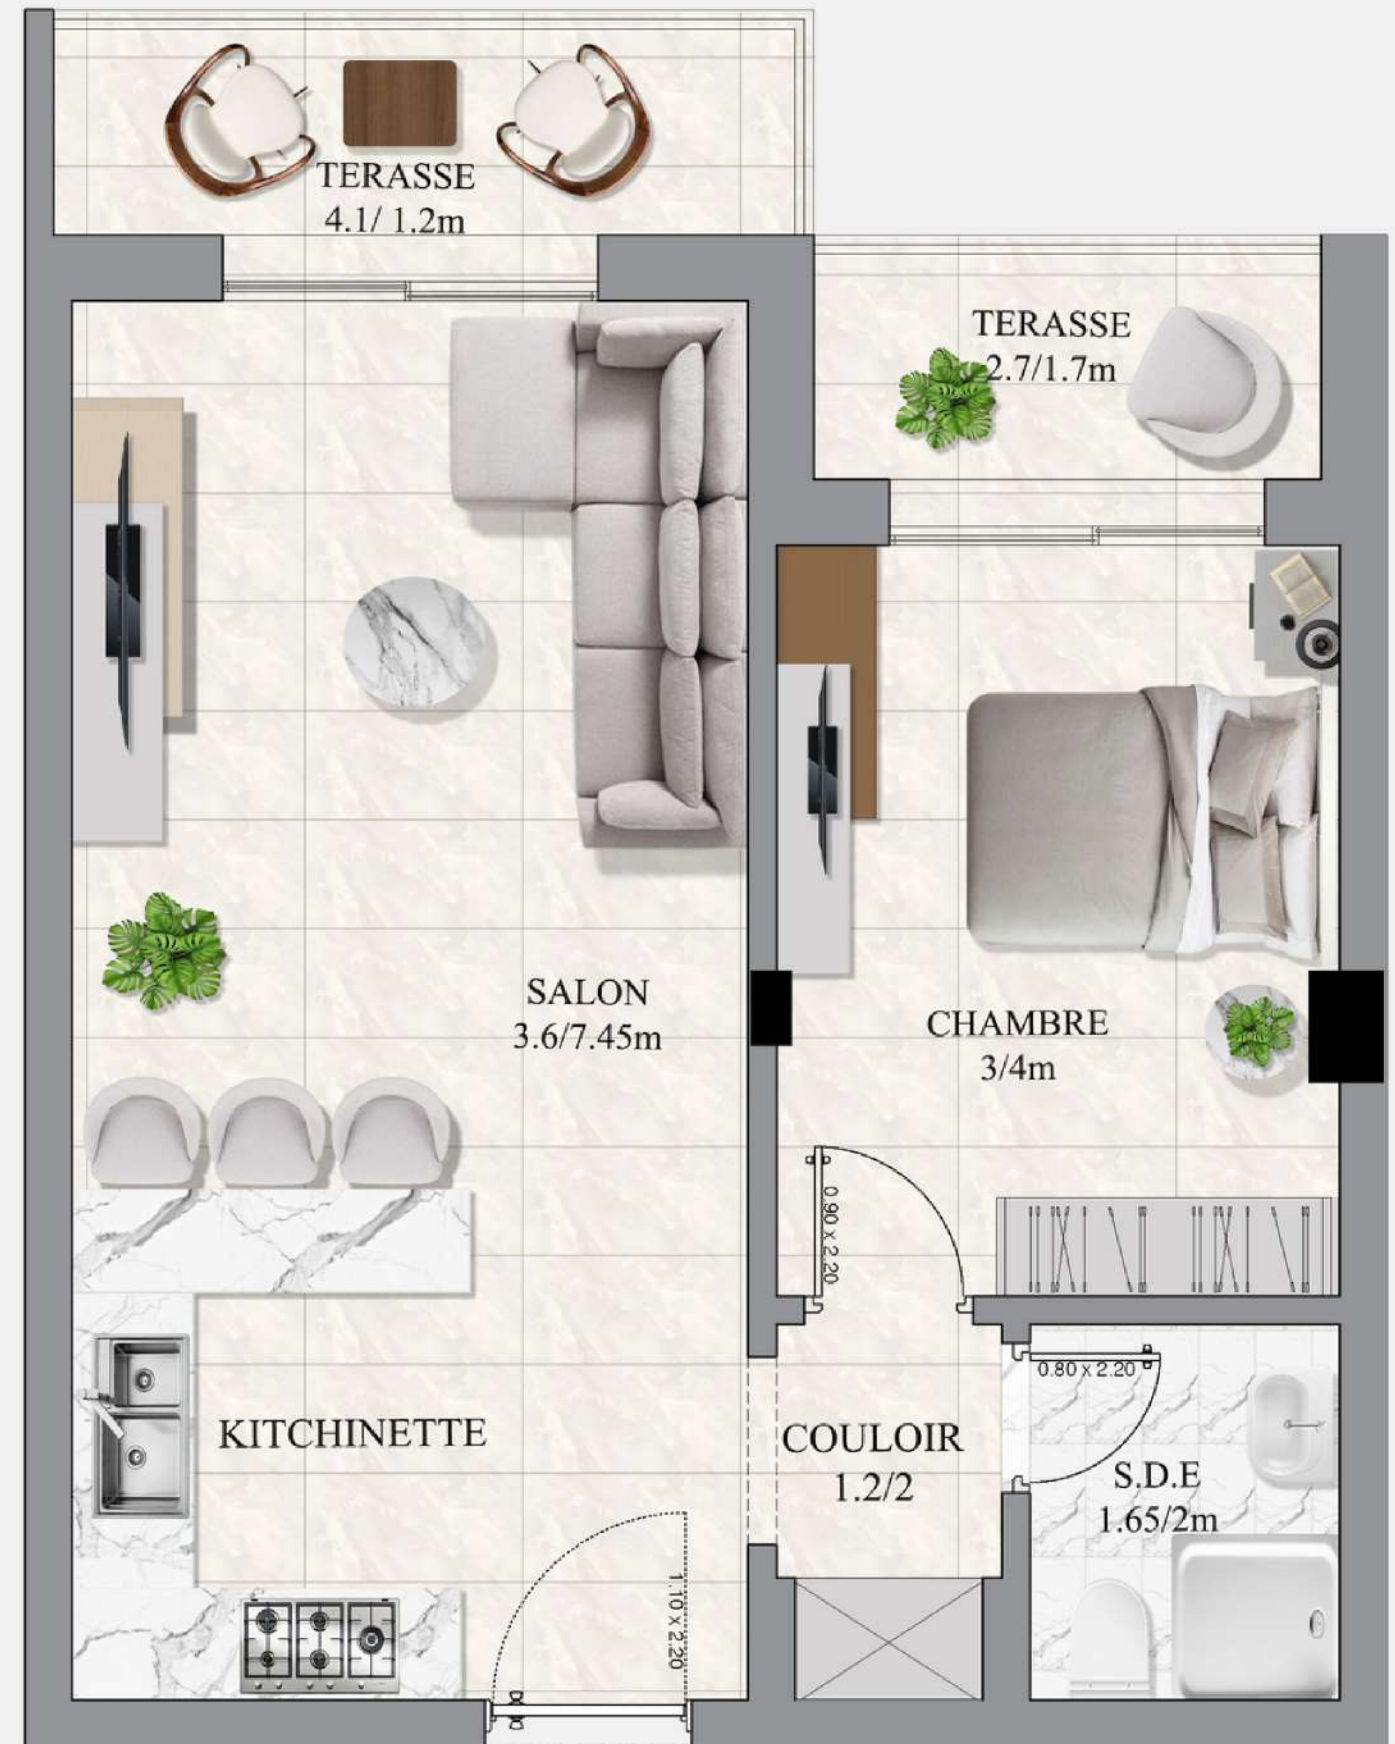 TERASSE
4.1/ 1.2m
TERASSE
2.7/1.7m
SALON
3.6/7.45m
CHAMBRE
3/4m
0.90 x 2.20
0.80 x 2.20
KITCHINETTE
COULOIR
1.2/2
S.D.E
1.65/2m
1.10 x 2.20